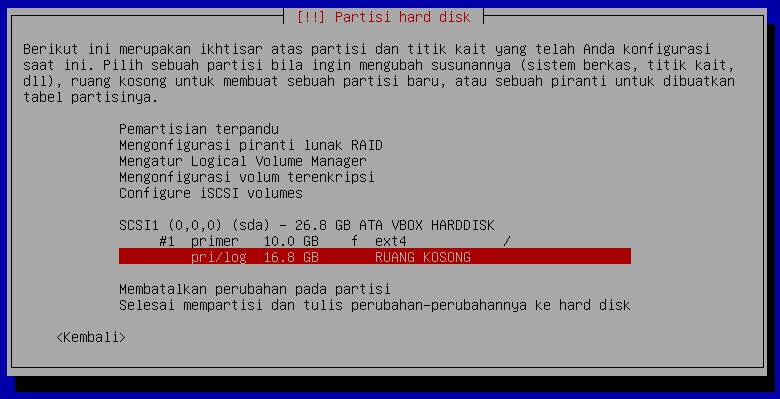 [!!] Partisi hard disk
Berikut ini merupakan ikhtisar atas partisi dan titik kait yang telah Anda konfigurasi
saat ini. Pilih sebuah partisi bila ingin mengubah susunannya (sistem berkas, titik kait,
dll), ruang kosong untuk membuat sebuah partisi baru, atau sebuah piranti untuk dibuatkan
tabel partisinya.
Pemartisian terpandu
Mengonfigurasi piranti lunak RAID
Mengatur Logical Volume Manager
Mengonfigurasi volum terenkripsi
Configure iSCSI volumes
SCSI1 (0,0,0) (sda) - 26.8 GB ATA VBOX HARDDISK
#1 primer 10.0 GB f ext4 /
pri/log 16.8 GB RUANG KOSONG
Membatalkan perubahan pada partisi
Selesai mempartisi dan tulis perubahan-perubahannya ke hard disk
<Kembali>